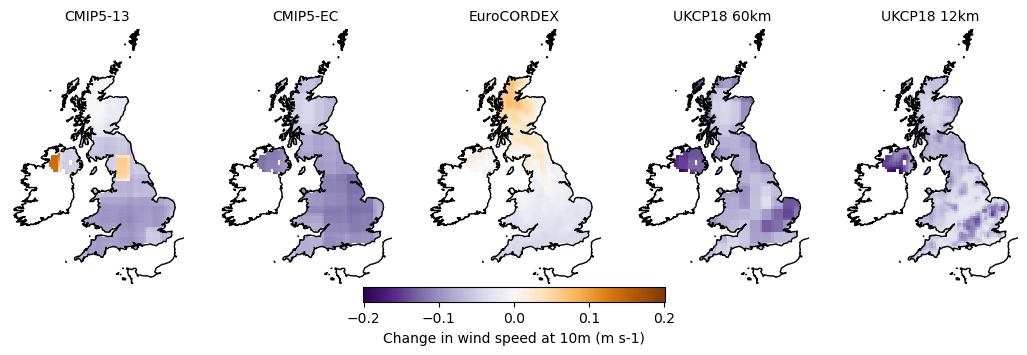 CMIP5-13 CMIP5-EC EuroCORDEX UKCP18 60km UKCP18 12km
−0.2 −0.1 0.0 0.1 0.2
Change in wind speed at 10m (m s-1)